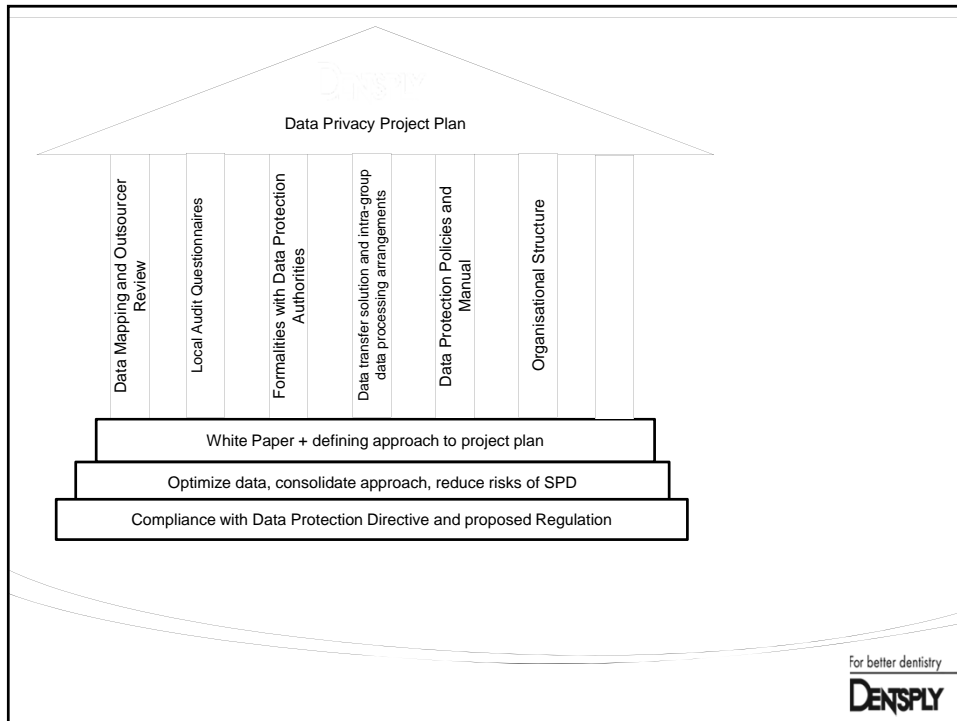 Data Privacy Project Plan
Data Mapping and Outsourcer
Review
Local Audit Questionnaires
Formalities with Data Protection
Authorities
Data transfer solution and intra-group
data processing arrangements
Data Protection Policies and
Manual
Organisational Structure
White Paper + defining approach to project plan
Optimize data, consolidate approach, reduce risks of SPD
Compliance with Data Protection Directive and proposed Regulation
For better dentistry
DENTSPLY